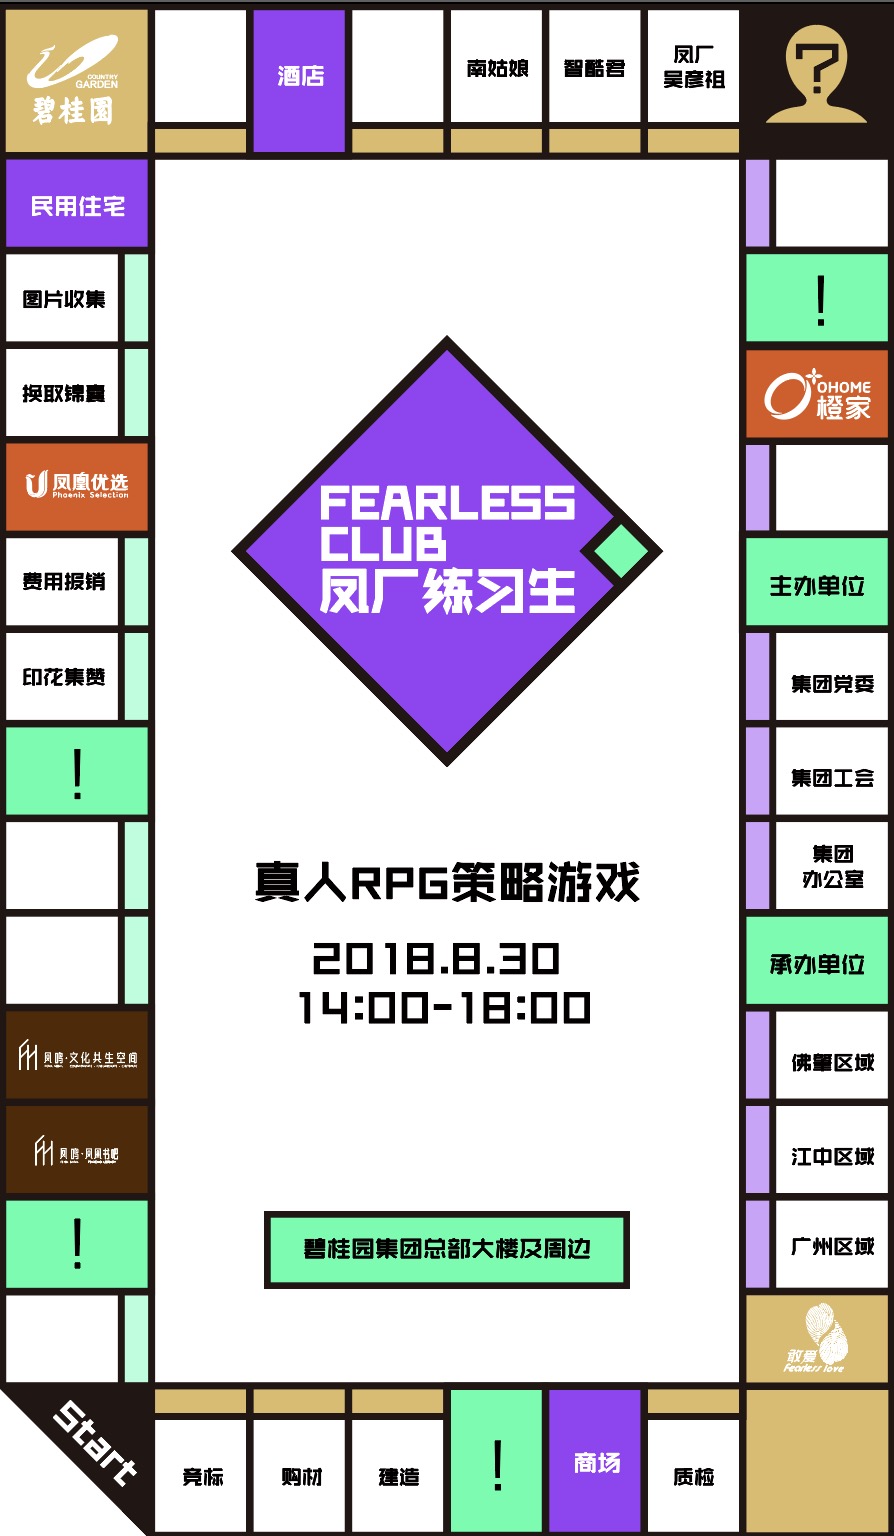 COUNTRY
GARDEN
碧桂園
酒店
南姑娘
智酷君
凤厂
吴彦祖
?
民用住宅
图片收集
换取锦囊
凤凰优选
Phoenix Selection
费用报销
印花集赞
!
凤鸣·文化共生空间
凤鸣·凤凰书吧
!
Start
!
OHOME
橙家
主办单位
集团党委
集团工会
集团
办公室
承办单位
佛肇区域
江中区域
广州区域
敢爱
Fearless love
FEARLESS
CLUB
凤厂练习生
真人RPG策略游戏
2018.8.30
14:00-18:00
碧桂园集团总部大楼及周边
竞标
购材
建造
!
商场
质检